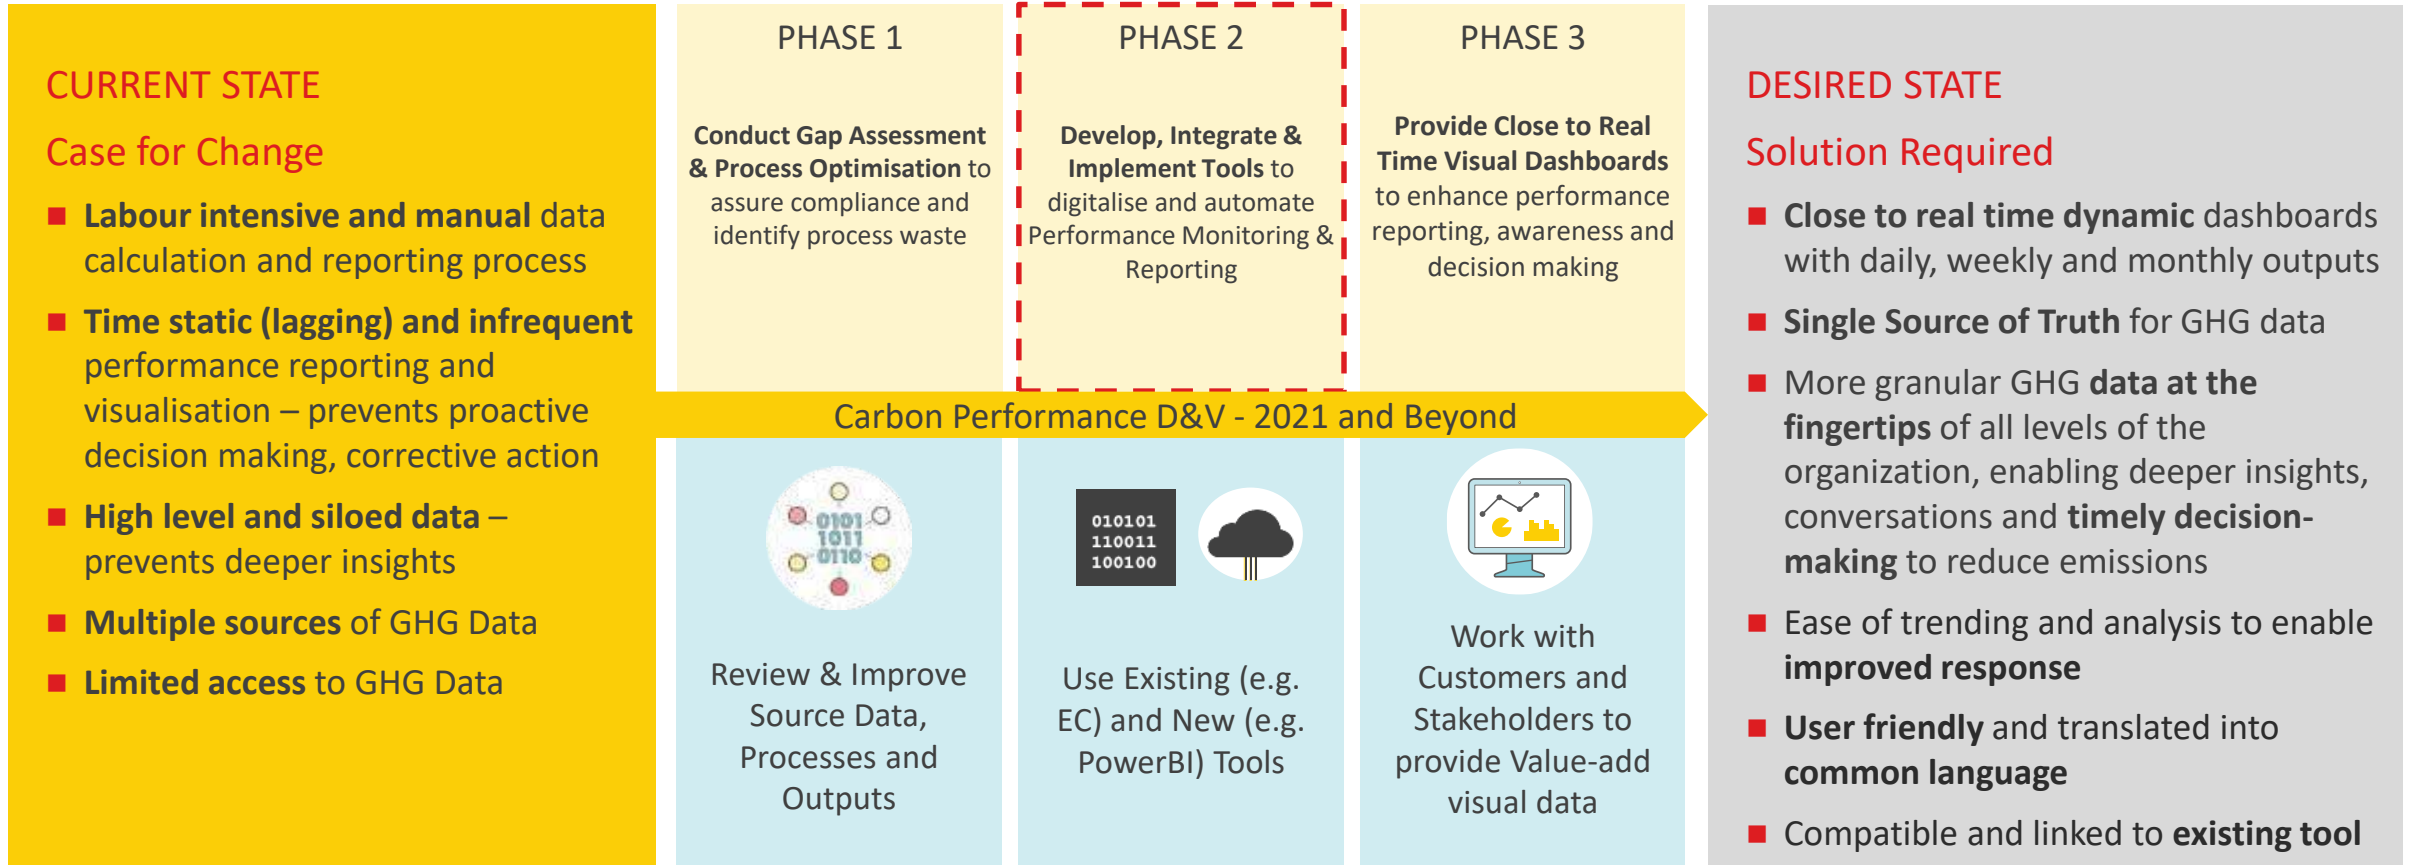 CURRENT STATE
Case for Change
Labour intensive and manual data
calculation and reporting process
Time static (lagging) and infrequent
performance reporting and
visualisation – prevents proactive
decision making, corrective action
High level and siloed data –
prevents deeper insights
Multiple sources of GHG Data
Limited access to GHG Data
PHASE 1
Conduct Gap Assessment
& Process Optimisation to
assure compliance and
identify process waste
PHASE 2
Develop, Integrate &
Implement Tools to
digitalise and automate
Performance Monitoring &
Reporting
PHASE 3
Provide Close to Real
Time Visual Dashboards
to enhance performance
reporting, awareness and
decision making
Carbon Performance D&V - 2021 and Beyond
0101
1011
0110
Review & Improve
Source Data,
Processes and
Outputs
010101
110011
100100
Use Existing (e.g.
EC) and New (e.g.
PowerBI) Tools
Work with
Customers and
Stakeholders to
provide Value-add
visual data
DESIRED STATE
Solution Required
Close to real time dynamic dashboards
with daily, weekly and monthly outputs
Single Source of Truth for GHG data
More granular GHG data at the
fingertips of all levels of the
organization, enabling deeper insights,
conversations and timely decision-
making to reduce emissions
Ease of trending and analysis to enable
improved response
User friendly and translated into
common language
Compatible and linked to existing tool